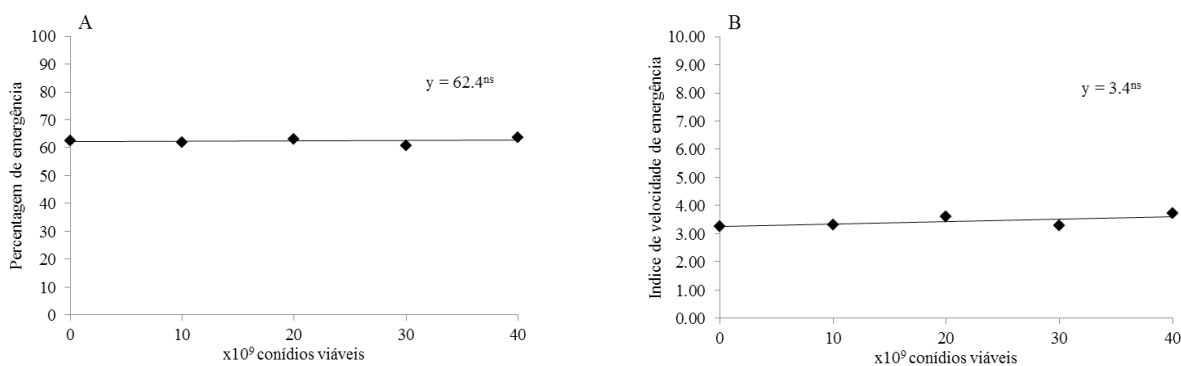 A
Percentagem de emergência
100
90
80
70
60
50
40
30
20
10
0
y = 62.4ns
0 10 20 30 40
x10⁹ conídios viáveis
B
Indice de velocidade de emergência
10.00
9.00
8.00
7.00
6.00
5.00
4.00
3.00
2.00
1.00
0.00
y = 3.4ns
0 10 20 30 40
x10⁹ conídios viáveis